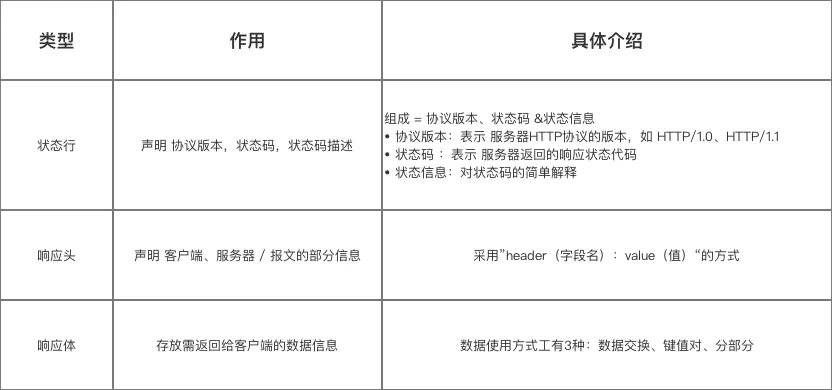 类型
作用
具体介绍
状态行
声明 协议版本，状态码，状态码描述
组成 = 协议版本、状态码 &状态信息
• 协议版本：表示 服务器HTTP协议的版本，如 HTTP/1.0、HTTP/1.1
• 状态码 ：表示 服务器返回的响应状态代码
• 状态信息：对状态码的简单解释
响应头
声明 客户端、服务器 / 报文的部分信息
采用”header（字段名）：value（值）“的方式
响应体
存放需返回给客户端的数据信息
数据使用方式工有3种：数据交换、键值对、分部分